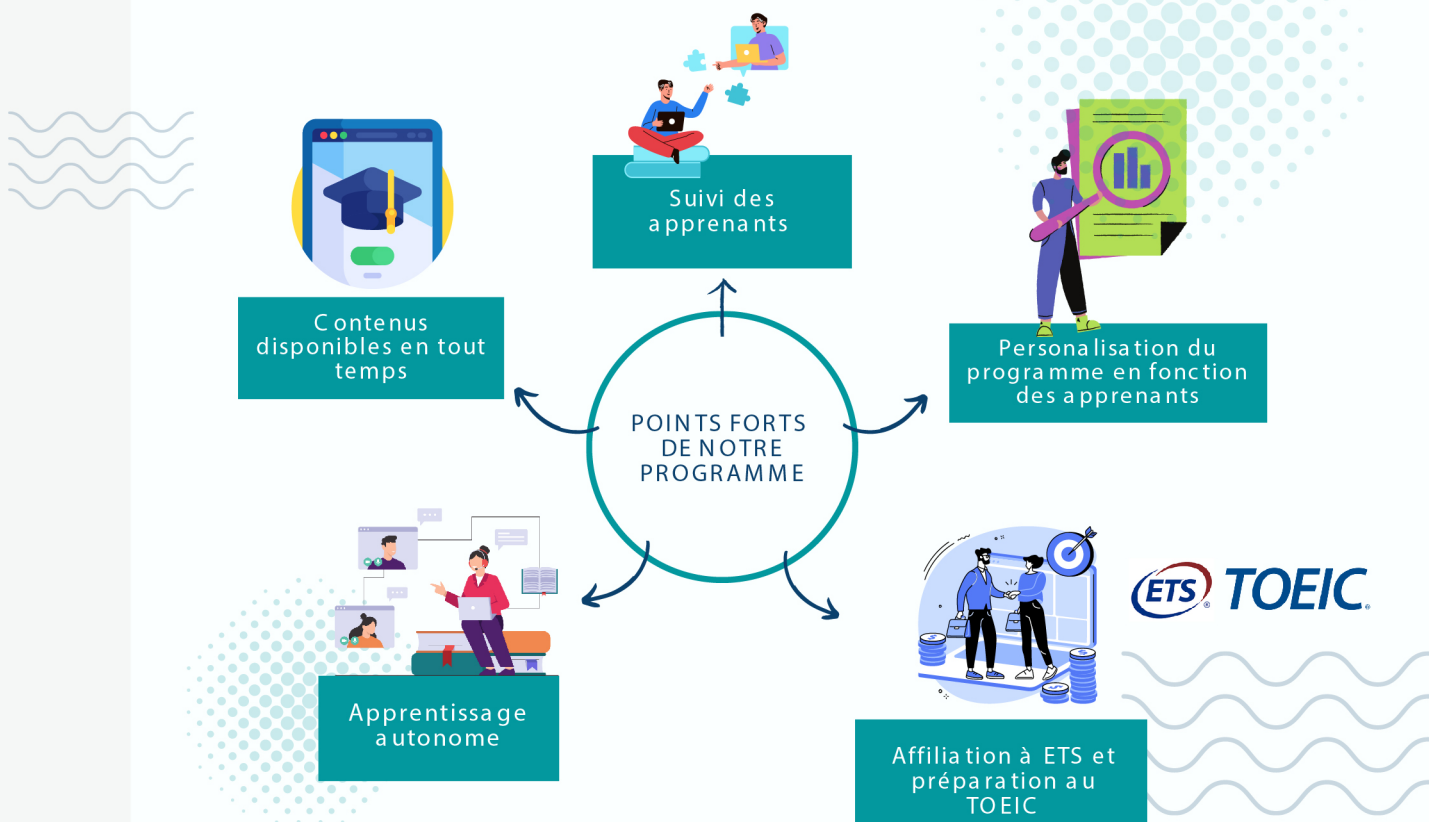 Suivi des
apprenants
Contenus
disponibles en tout
temps
Personalisation du
programme en fonction
des apprenants
POINTS FORTS
DE NOTRE
PROGRAMME
ETS® TOEIC®
Apprentissage
autonome
Affiliation à ETS et
préparation au
TOEIC